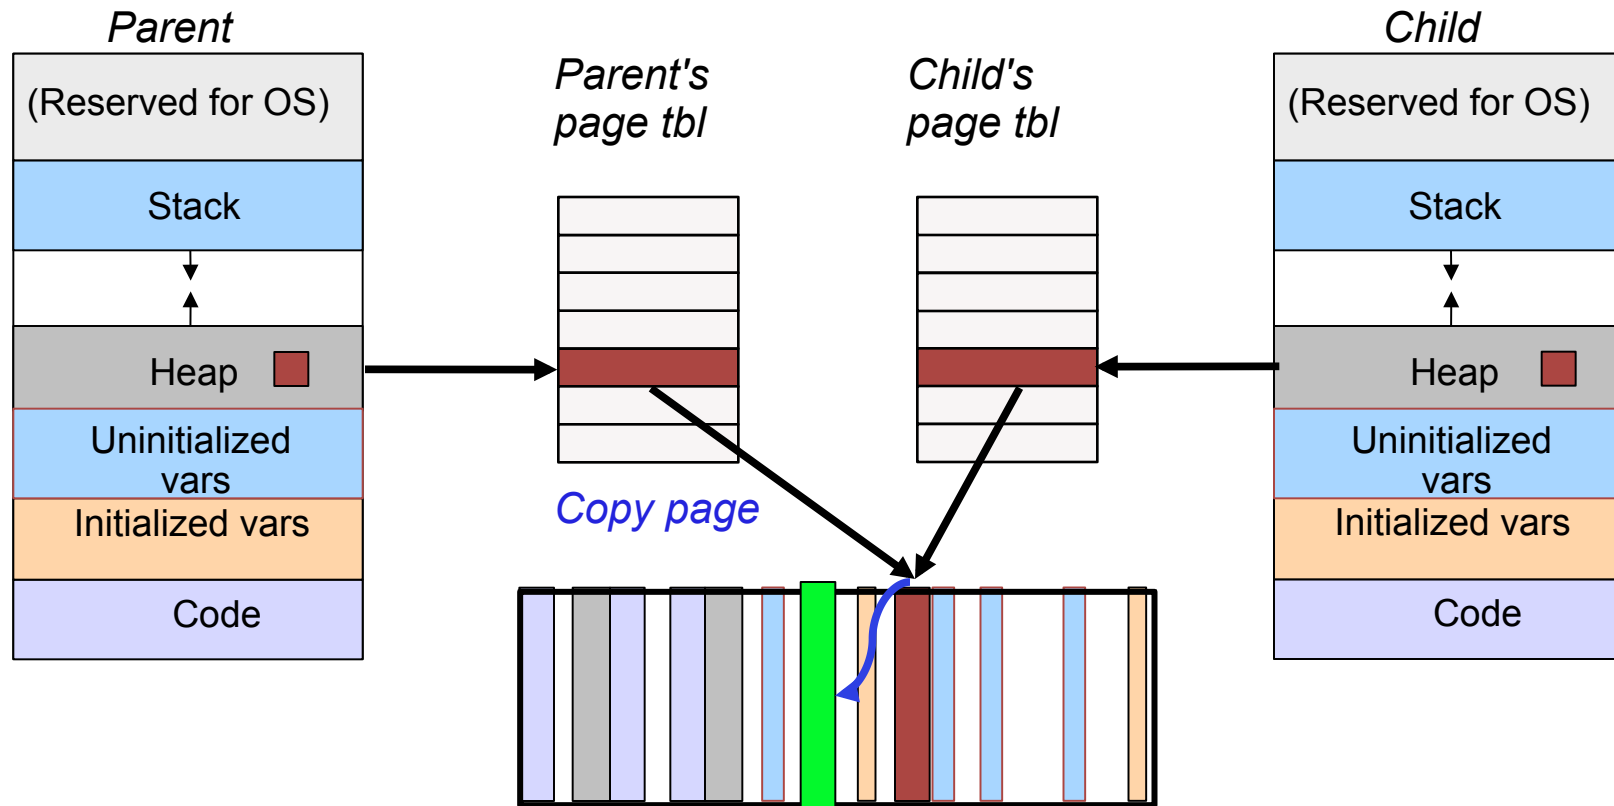 Parent
Child
Parent's
page tbl
Child's
page tbl
(Reserved for OS)
Stack
Heap
Uninitialized
vars
Initialized vars
Code
(Reserved for OS)
Stack
Heap
Uninitialized
vars
Initialized vars
Code
Copy page